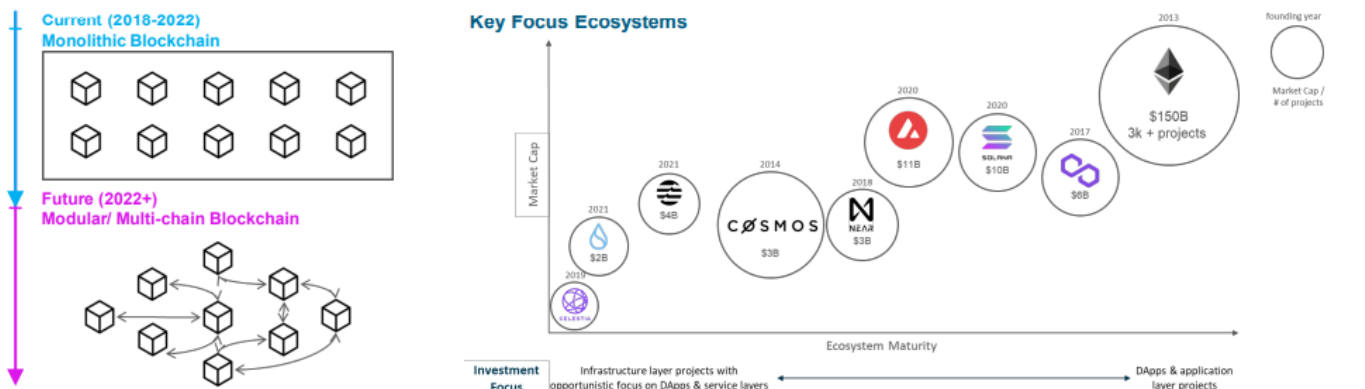 Current (2018-2022)
Monolithic Blockchain
Future (2022+)
Modular/ Multi-chain Blockchain
Key Focus Ecosystems
Market Cap
2019
CELESTIA
2021
$2B
2021
$4B
2014
COSMOS
$3B
2018
NEAR
$3B
2020
$11B
2020
SOLANA
$10B
2017
$6B
2013
$150B
3k + projects
founding year
Market Cap /
# of projects
Ecosystem Maturity
Investment
Focus
Infrastructure layer projects with
opportunistic focus on DApps & service layers
DApps & application
layer projects